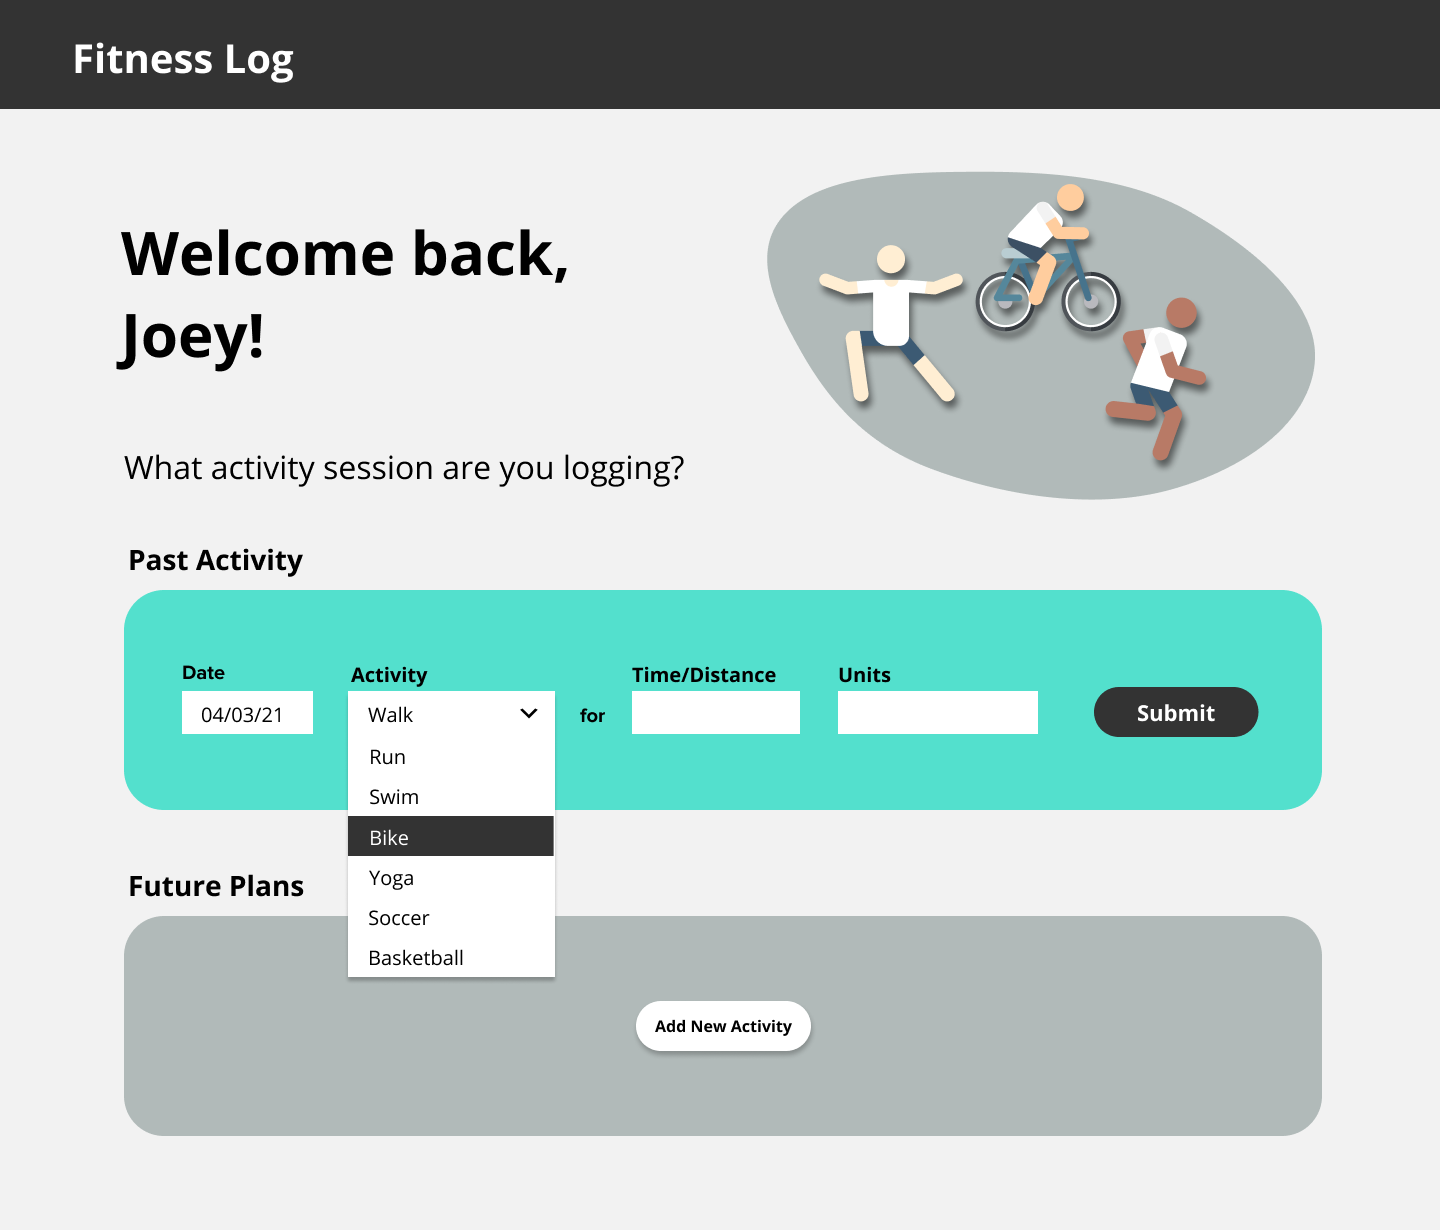 Fitness Log
Welcome back,
Joey!
What activity session are you logging?
Past Activity
Date
04/03/21
Activity
Walk
Run
Swim
Bike
Yoga
Soccer
Basketball
for
Time/Distance
Units
Submit
Future Plans
Add New Activity